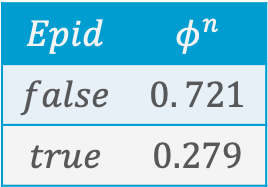 Epid ϕⁿ
false 0.721
true 0.279